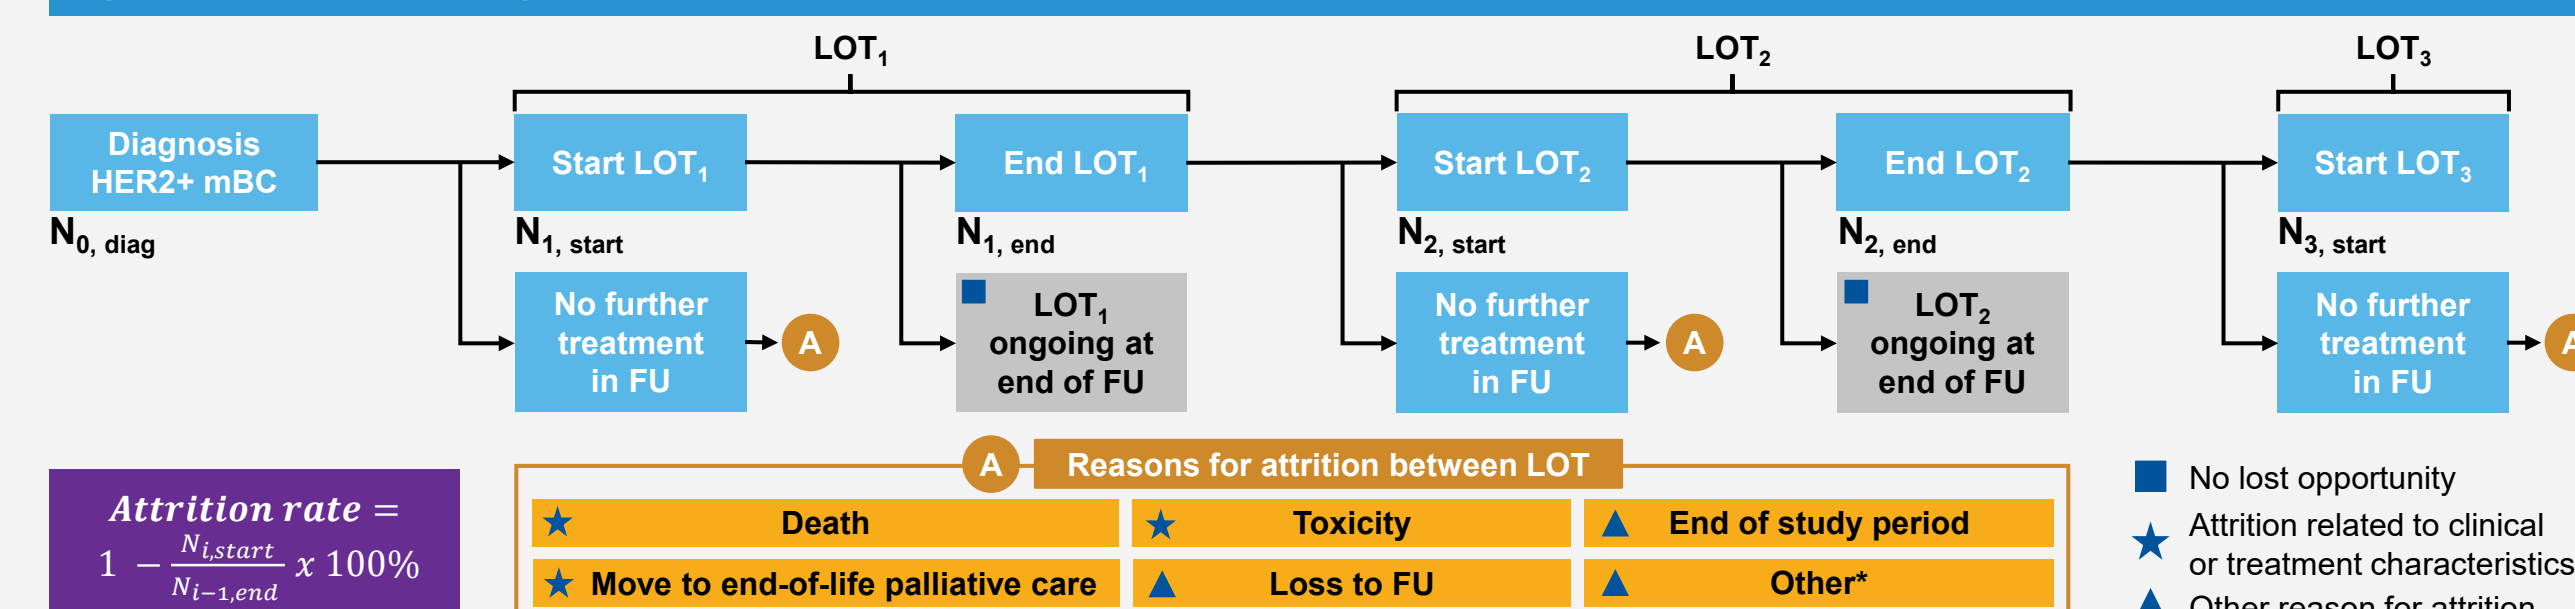 LOT1
LOT2
LOT3
Diagnosis
HER2+ mBC
Start LOT1
End LOT1
Start LOT2
End LOT2
Start LOT3
N0, diag
N1, start
N1, end
N2, start
N2, end
N3, start
No further
treatment
in FU
A
LOT1
ongoing at
end of FU
No further
treatment
in FU
A
LOT2
ongoing at
end of FU
No further
treatment
in FU
A
Attrition rate =
1 − Ni,start / Ni−1,end x 100%
A
Reasons for attrition between LOT
Death
Toxicity
End of study period
Move to end-of-life palliative care
Loss to FU
Other*
No lost opportunity
Attrition related to clinical
or treatment characteristics
Other reason for attrition